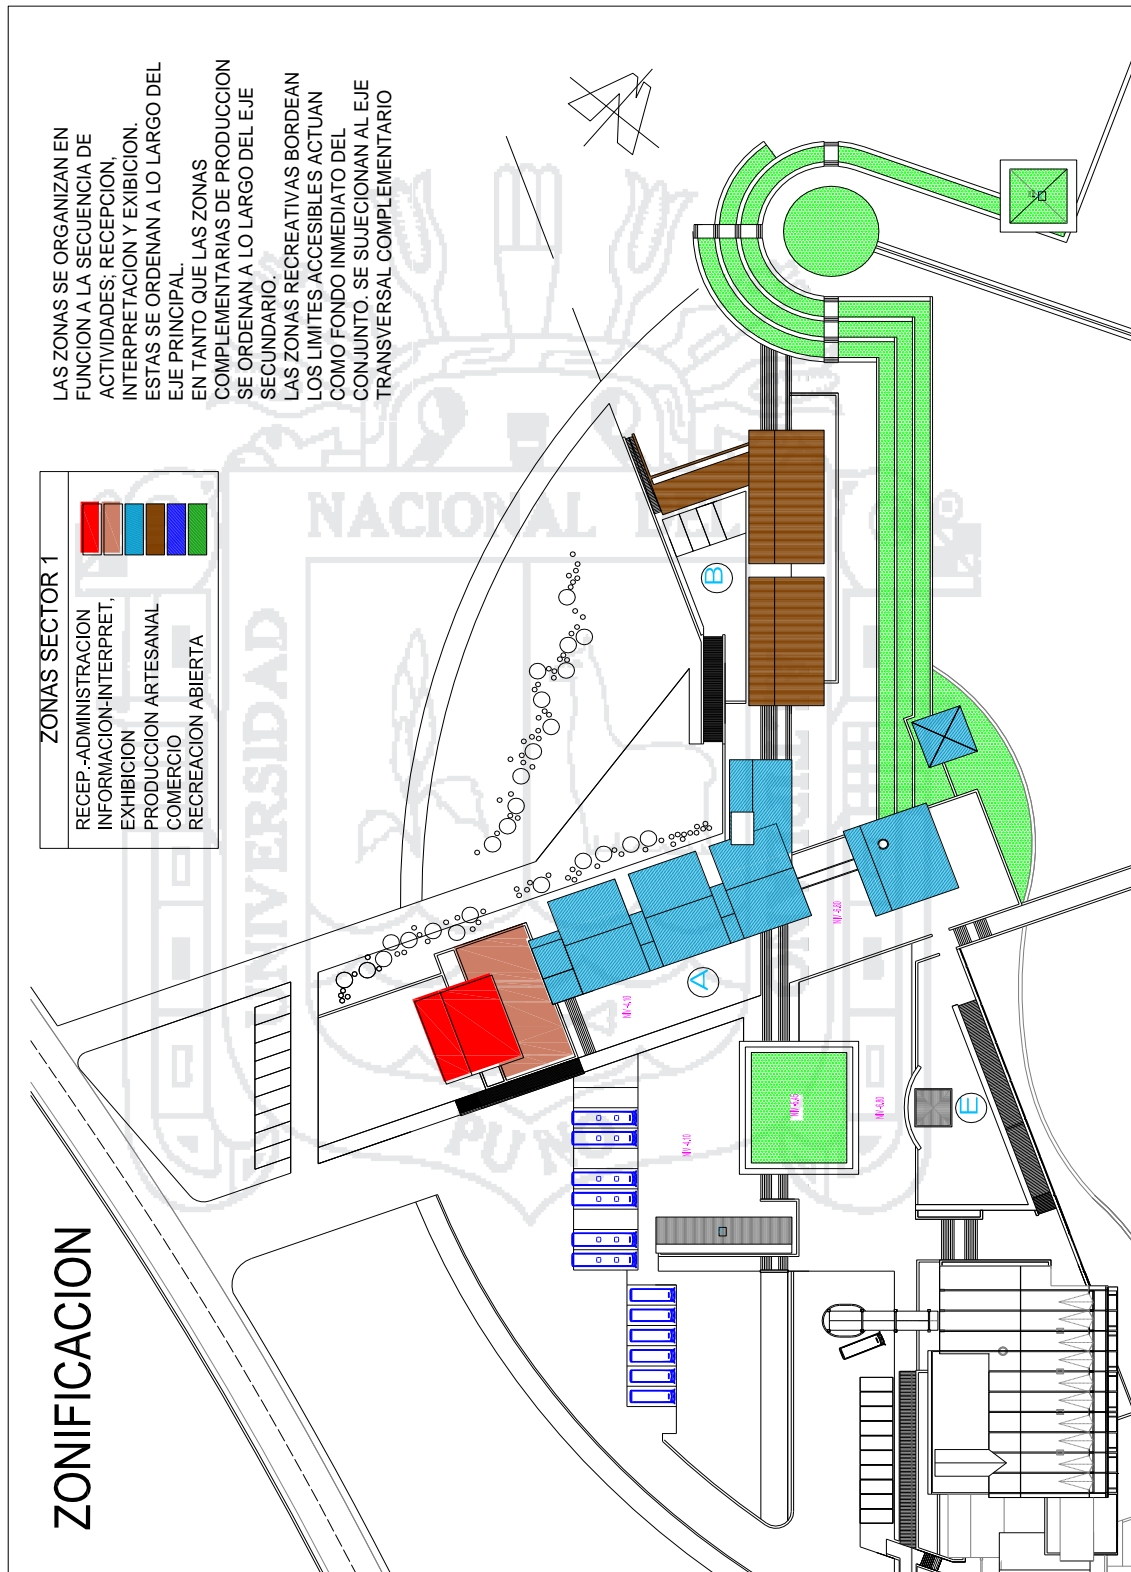 ZONIFICACION
ZONAS SECTOR 1
RECEP.-ADMINISTRACION
INFORMACION-INTERPRET,
EXHIBICION
PRODUCCION ARTESANAL
COMERCIO
RECREACION ABIERTA
LAS ZONAS SE ORGANIZAN EN
FUNCION A LA SECUENCIA DE
ACTIVIDADES; RECEPCION,
INTERPRETACION Y EXIBICION.
ESTAS SE ORDENAN A LO LARGO DEL
EJE PRINCIPAL.
EN TANTO QUE LAS ZONAS
COMPLEMENTARIAS DE PRODUCCION
SE ORDENAN A LO LARGO DEL EJE
SECUNDARIO.
LAS ZONAS RECREATIVAS BORDEAN
LOS LIMITES ACCESIBLES ACTUAN
COMO FONDO INMEDIATO DEL
CONJUNTO. SE SUJECIONAN AL EJE
TRANSVERSAL COMPLEMENTARIO
A
B
E
UNIVERSIDAD
NACIONAL DEL
PUNO